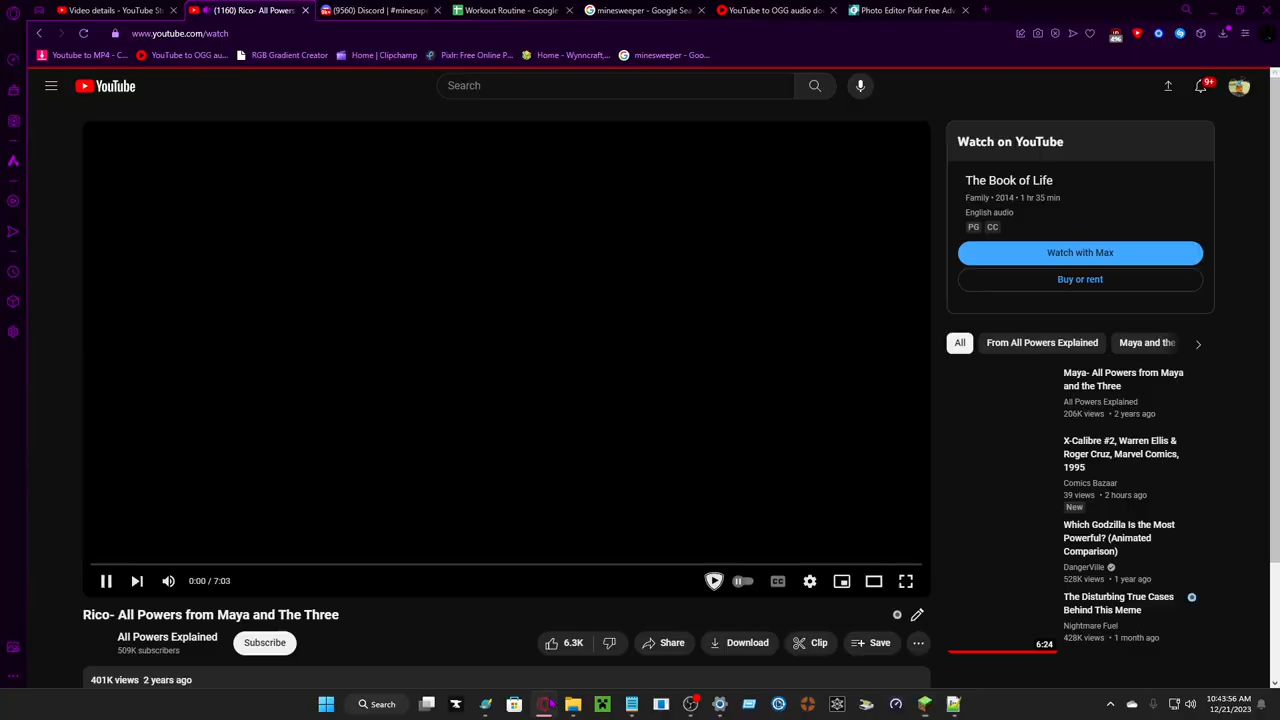 Video details - YouTube St
(1160) Rico- All Powers
(9560) Discord | #minesupe
Workout Routine - Google
minesweeper - Google Sea
YouTube to OGG audio do
Photo Editor: Pixlr Free Adv
www.youtube.com/watch
Youtube to MP4 - C...
YouTube to OGG au...
RGB Gradient Creator
Home | Clipchamp
Pixlr: Free Online P...
Home - Wynncraft,...
minesweeper - Goo...
YouTube
Search
9+
Watch on YouTube
The Book of Life
Family • 2014 • 1 hr 35 min
English audio
PG CC
Watch with Max
Buy or rent
All
From All Powers Explained
Maya and the
Maya- All Powers from Maya
and the Three
All Powers Explained
206K views • 2 years ago
X-Calibre #2, Warren Ellis &
Roger Cruz, Marvel Comics,
1995
Comics Bazaar
39 views • 2 hours ago
New
Which Godzilla Is the Most
Powerful? (Animated
Comparison)
DangerVille
528K views • 1 year ago
The Disturbing True Cases
Behind This Meme
Nightmare Fuel
428K views • 1 month ago
6:24
0:00 / 7:03
Rico- All Powers from Maya and The Three
All Powers Explained
509K subscribers
Subscribe
6.3K
Share
Download
Clip
Save
401K views 2 years ago
Search
10:43:56 AM
12/21/2023